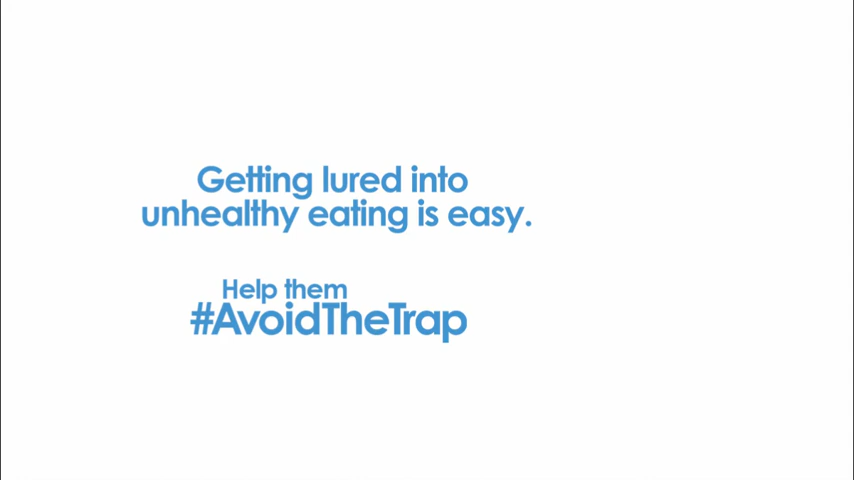 Getting lured into
unhealthy eating is easy.
Help them
#AvoidTheTrap